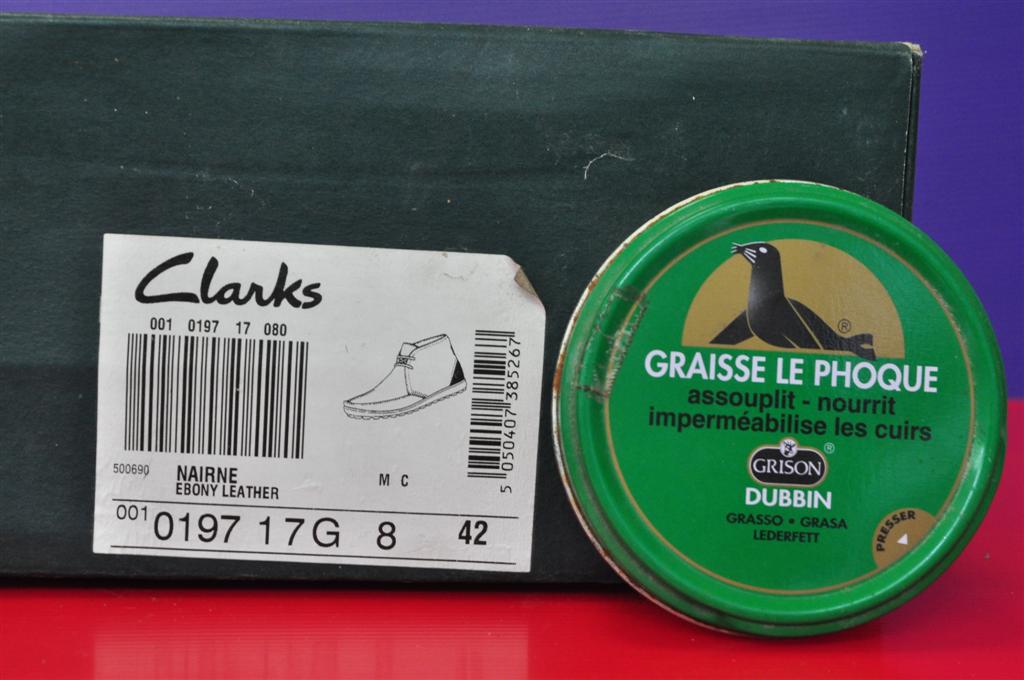 Clarks
001 0197 17 080
5 050407 385267
500690
NAIRNE
EBONY LEATHER
M C
001 0197 17G 8 42
GRAISSE LE PHOQUE
assouplit - nourrit
imperméabilise les cuirs
GRISON
DUBBIN
GRASSO • GRASA
LEDERFETT
PRESSER